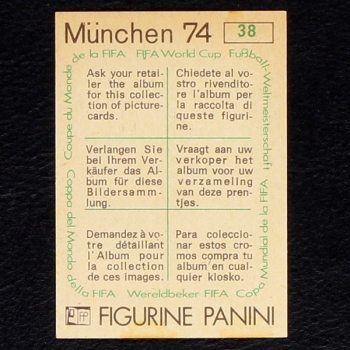 München 74 38
de la FIFA FIFA World Cup Fußball-Weltmeisterschaft
Coupe du Monde
Ask your retai-
ler the album
for this collec-
tion of picture-
cards.
Chiedete al vo-
stro rivendito-
re l'album per
la raccolta di
queste figuri-
ne.
Verlangen Sie
bei Ihrem Ver-
käufer das Al-
bum für diese
Bildersamm-
lung.
Vraagt aan uw
verkoper het
album voor uw
verzameling
van deze pren-
tjes.
Demandez à vo-
tre détaillant
l'Album pour
la collection
de ces images.
Para coleccio-
nar estos cro-
mos compra tu
album en cual-
quier kiosko.
Coppa del Mondo
della FIFA Wereldbeker FIFA Copa
Mundial de la FIFA
FP FIGURINE PANINI